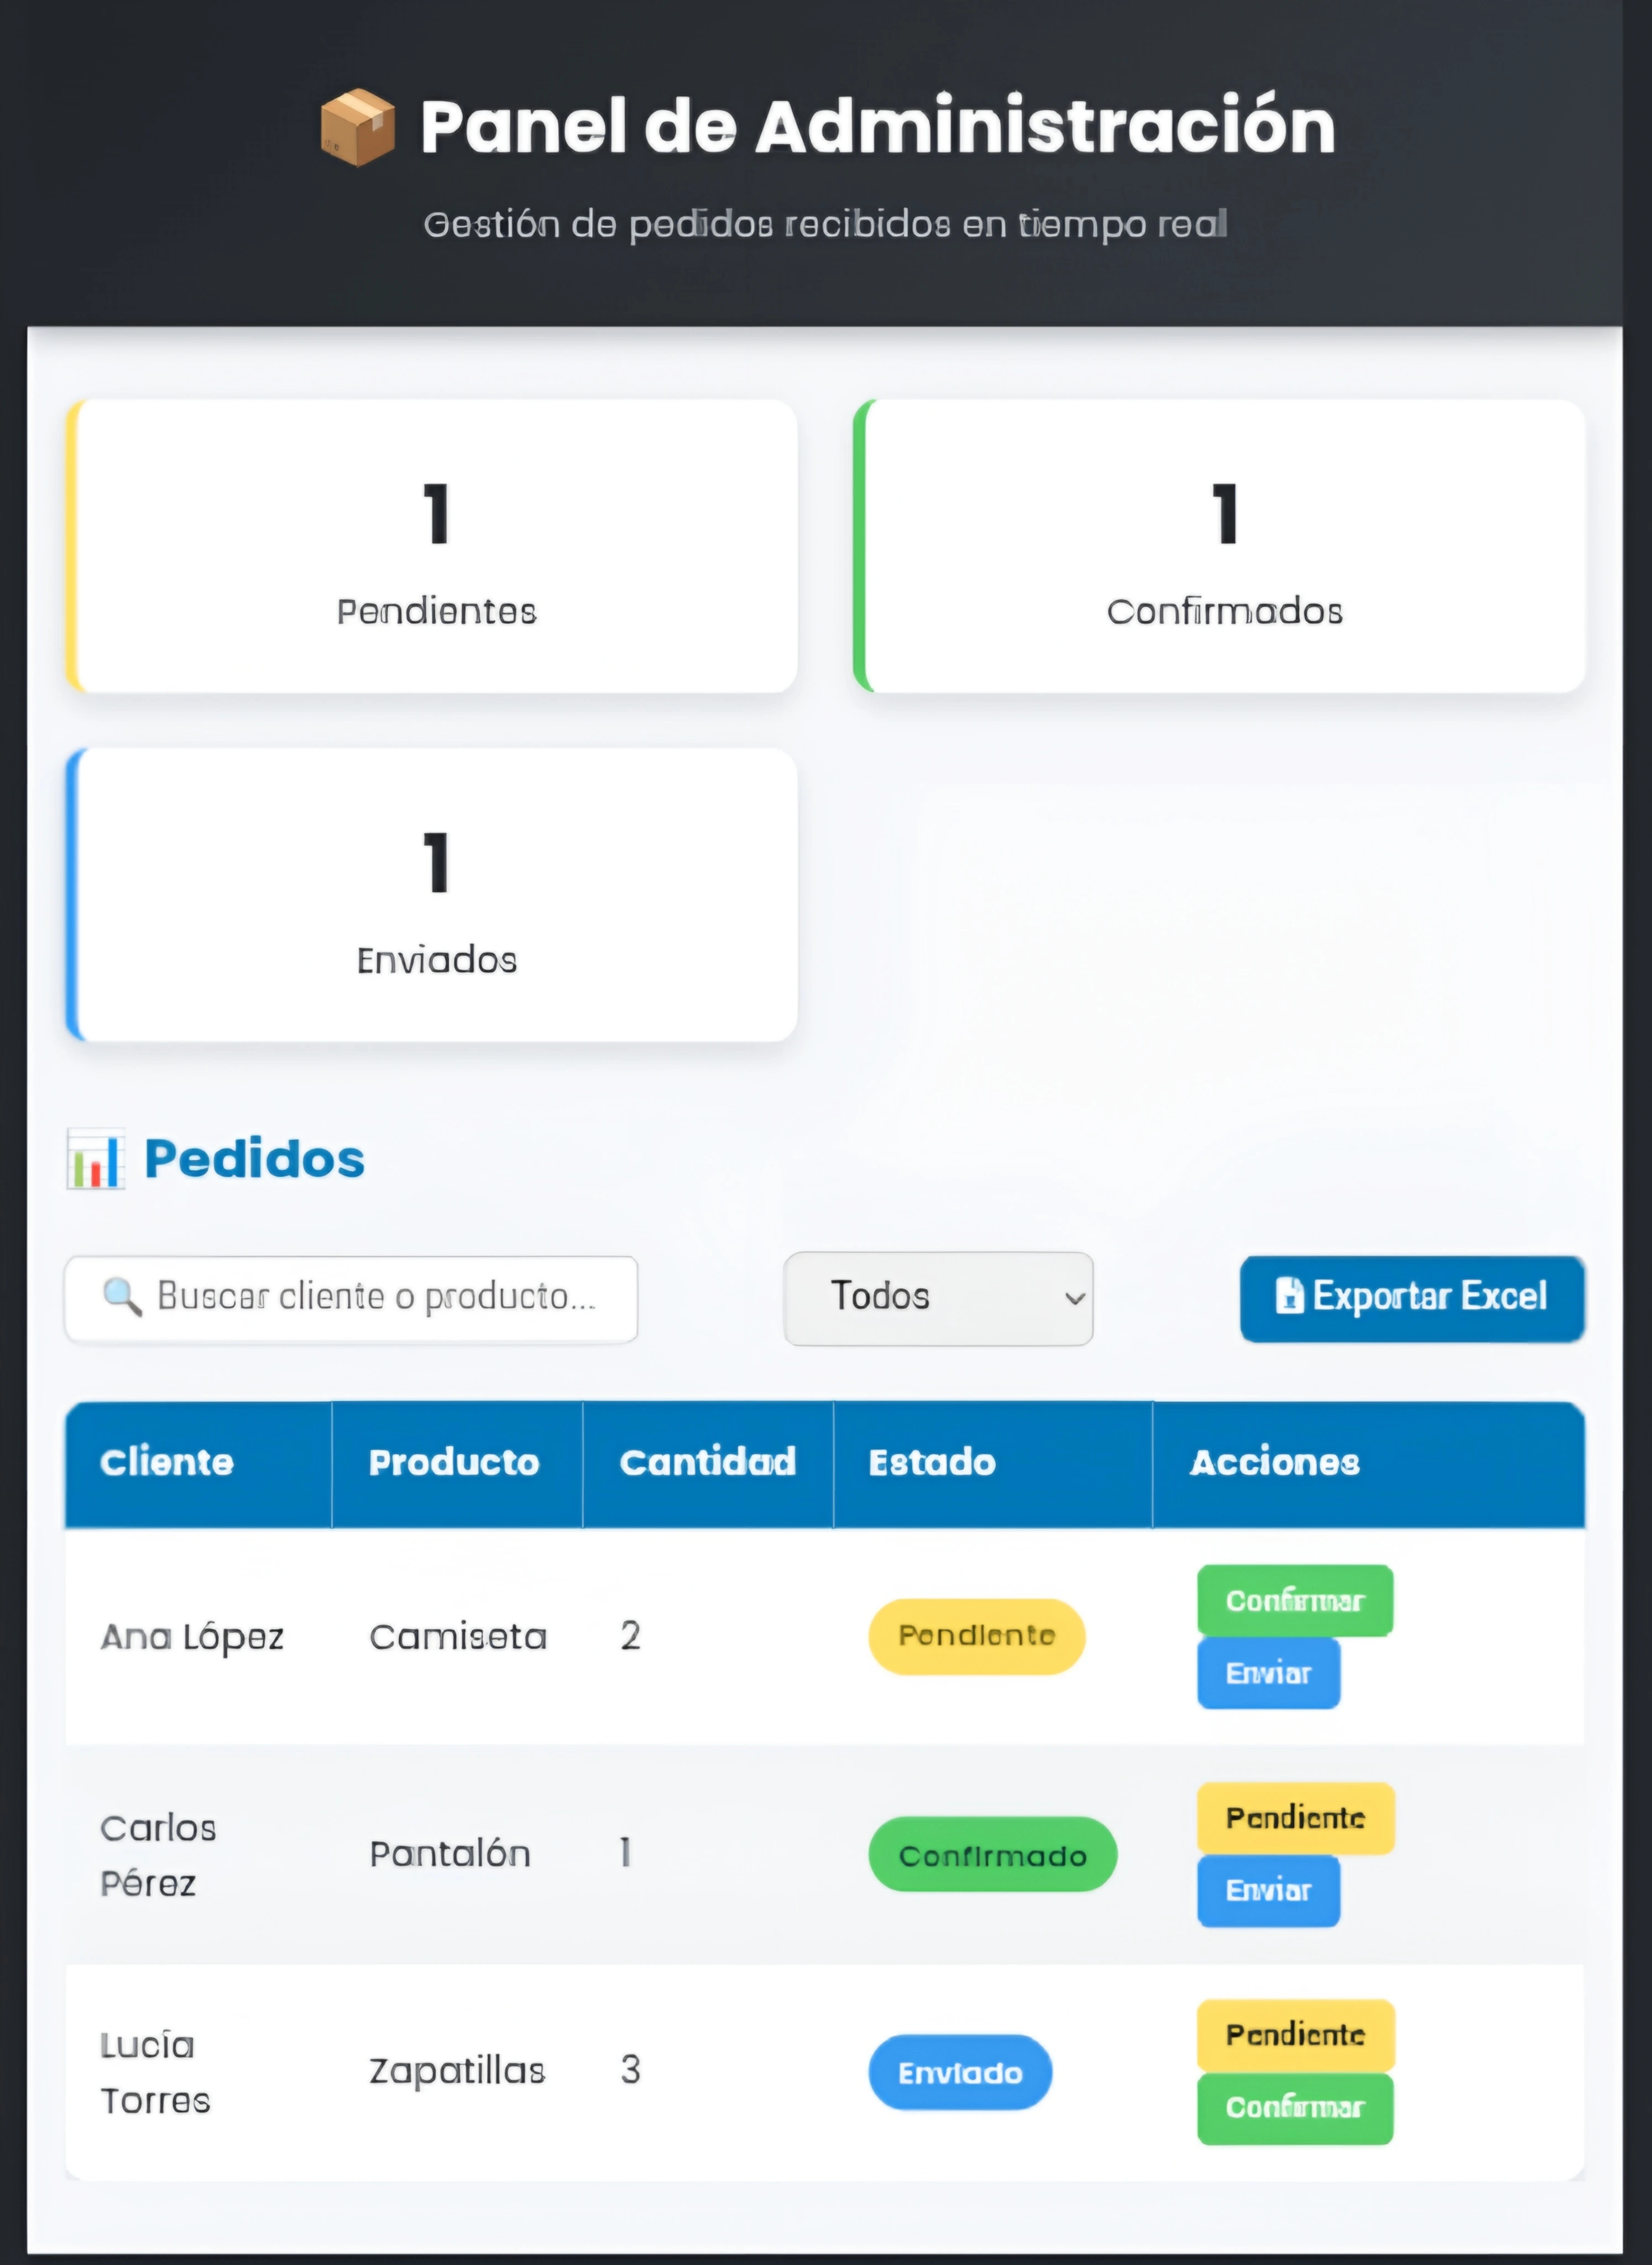 📦 Panel de Administración
Gestión de pedidos recibidos en tiempo real
1
Pendientes
1
Confirmados
1
Enviados
📊 Pedidos
🔍 Buscar cliente o producto...
Todos
Exportar Excel
Cliente Producto Cantidad Estado Acciones
Ana López Camiseta 2 Pendiente Confirmar
Enviar
Carlos
Pérez
Pantalón 1 Confirmado Pendiente
Enviar
Lucía
Torres
Zapatillas 3 Enviado Pendiente
Confirmar